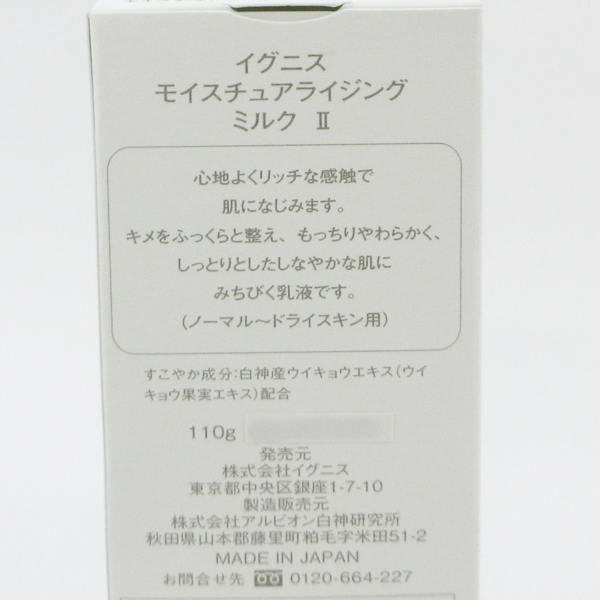 イグニス
モイスチュアライジング
ミルク Ⅱ
心地よくリッチな感触で
肌になじみます。
キメをふっくらと整え、もっちりやわらかく、
しっとりとしたしなやかな肌に
みちびく乳液です。
(ノーマル〜ドライスキン用)
すこやか成分:白神産ウイキョウエキス(ウイ
キョウ果実エキス)配合
110g
発売元
株式会社イグニス
東京都中央区銀座1-7-10
製造販売元
株式会社アルビオン白神研究所
秋田県山本郡藤里町粕毛字米田51-2
MADE IN JAPAN
お問合せ先 0120-664-227